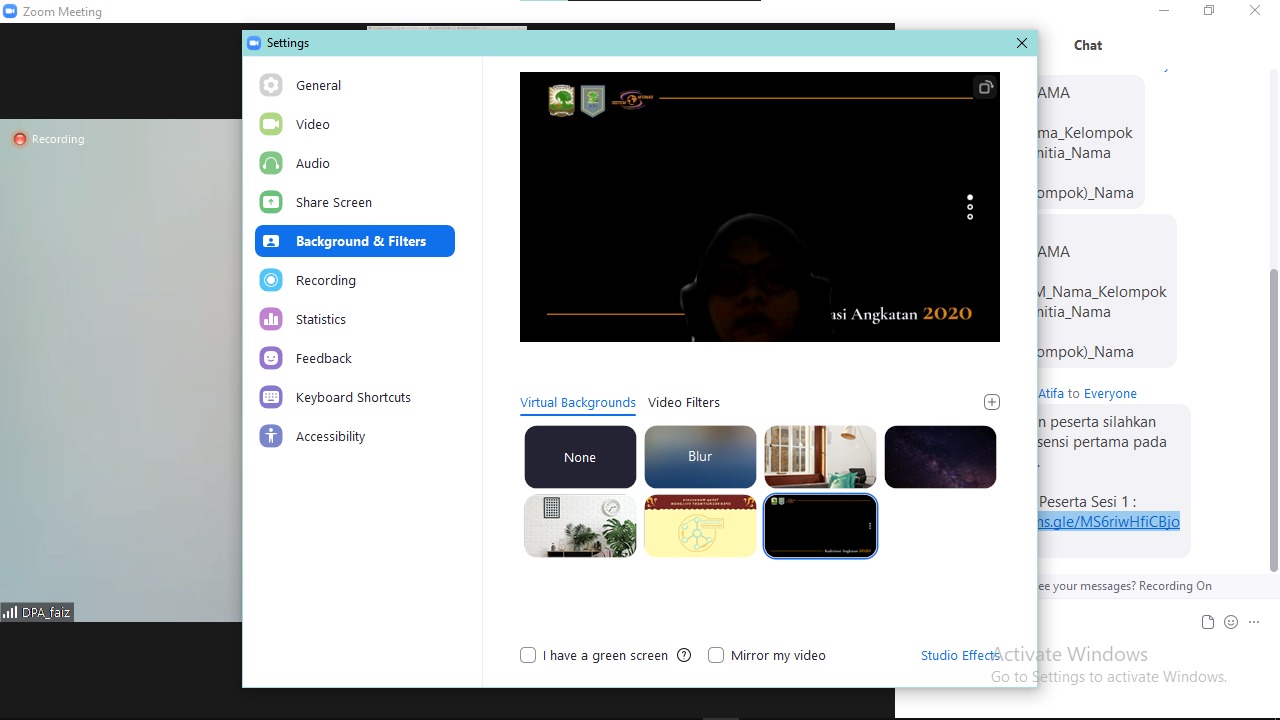 Zoom Meeting
Settings
Recording
DPA_faiz
General
Video
Audio
Share Screen
Background & Filters
Recording
Statistics
Feedback
Keyboard Shortcuts
Accessibility
asi Angkatan 2020
Virtual Backgrounds
Video Filters
None
Blur
I have a green screen
Mirror my video
Studio Effects
Chat
AMA
ma_Kelompok
nitia_Nama
ompok)_Nama
AMA
M_Nama_Kelompok
nitia_Nama
ompok)_Nama
Atifa to Everyone
n peserta silahkan
sensi pertama pada
Peserta Sesi 1 :
ns.gle/MS6riwHfiCBjo
ee your messages? Recording On
Activate Windows
Go to Settings to activate Windows.